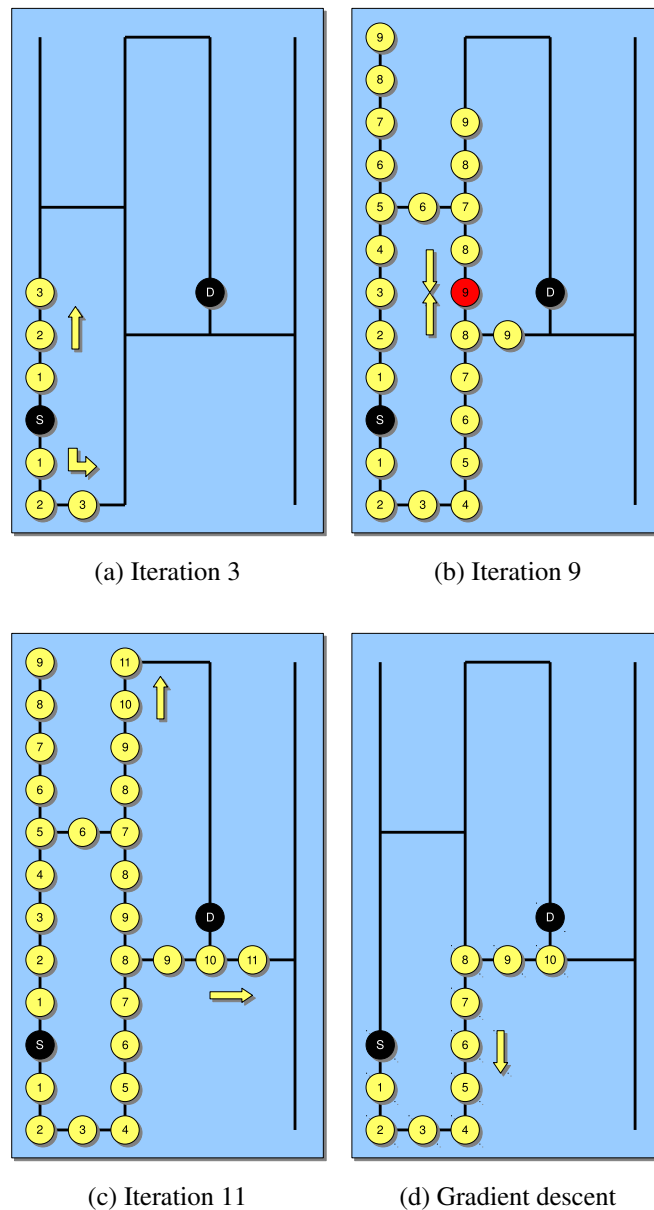 3 D
2
1
S
1
2 3
(a) Iteration 3
9
8
7 9
6 8
5 6 7
4 8
3 9 D
2 8 9
1 7
S 6
1 5
2 3 4
(b) Iteration 9
9 11
8 10
7 9
6 8
5 6 7
4 8
3 9 D
2 8 9 10 11
1 7
S 6
1 5
2 3 4
(c) Iteration 11
D
8 9 10
7
S 6
1 5
2 3 4
(d) Gradient descent